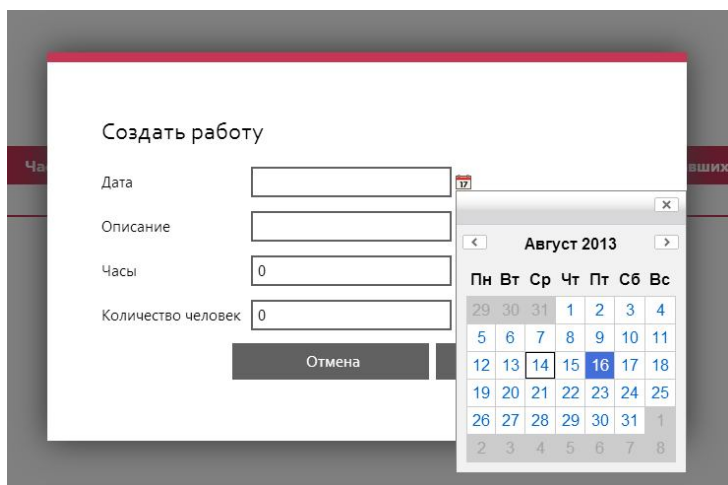 Создать работу
Ча
вших
Дата
17
Описание
Часы
0
Количество человек
0
Отмена
Август 2013
Пн Вт Ср Чт Пт Сб Вс
29 30 31 1 2 3 4
5 6 7 8 9 10 11
12 13 14 15 16 17 18
19 20 21 22 23 24 25
26 27 28 29 30 31 1
2 3 4 5 6 7 8